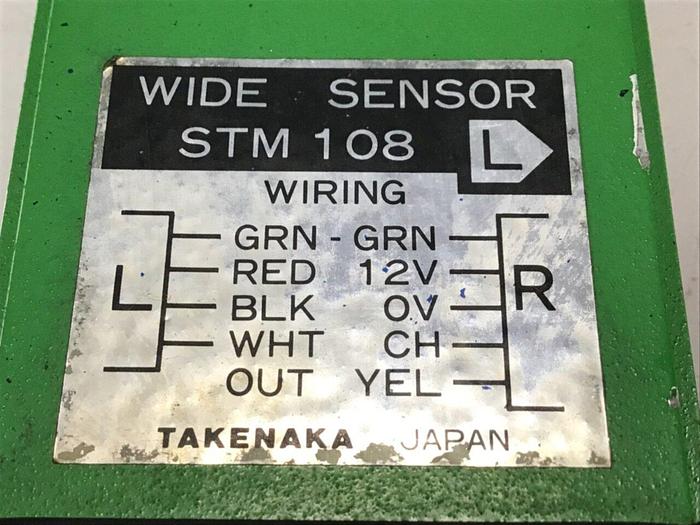 WIDE SENSOR
STM 108 L
WIRING
GRN - GRN
RED 12V
L BLK 0V R
WHT CH
OUT YEL
TAKENAKA JAPAN